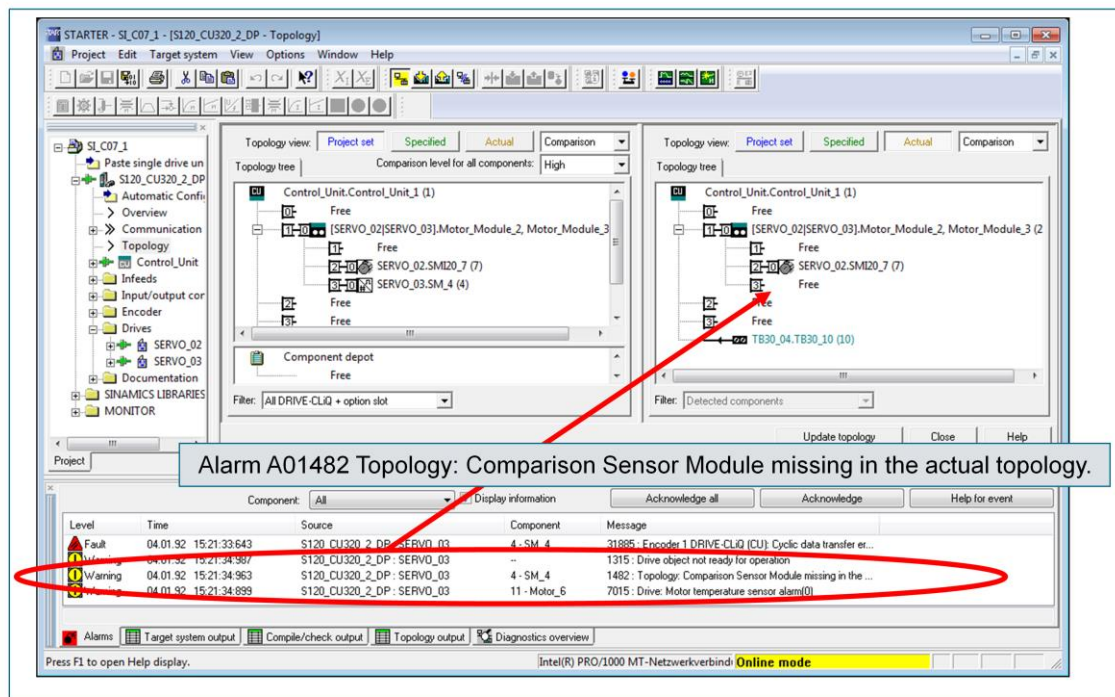 STARTER - SI_C07_1 - [S120_CU320_2_DP - Topology]
Project Edit Target system View Options Window Help
SI_C07_1
Paste single drive un
S120_CU320_2_DP
Automatic Config
Overview
Communication
Topology
Control_Unit
Infeeds
Input/output cor
Encoder
Drives
SERVO_02
SERVO_03
Documentation
SINAMICS LIBRARIES
MONITOR
Project
Topology view: Project set Specified Actual Comparison
Topology tree Comparison level for all components: High
CU Control_Unit.Control_Unit_1 (1)
0 Free
1 0 [SERVO_02|SERVO_03].Motor_Module_2, Motor_Module_3
1 Free
2 0 SERVO_02.SMI20_7 (7)
3 0 SERVO_03.SM_4 (4)
2 Free
3 Free
Component depot
Free
Filter: All DRIVE-CLiQ + option slot
Topology view: Project set Specified Actual Comparison
Topology tree
CU Control_Unit.Control_Unit_1 (1)
0 Free
1 0 [SERVO_02|SERVO_03].Motor_Module_2, Motor_Module_3 (2
1 Free
2 0 SERVO_02.SMI20_7 (7)
3 Free
2 Free
3 Free
TB30_04.TB30_10 (10)
Filter: Detected components
Update topology Close Help
Alarm A01482 Topology: Comparison Sensor Module missing in the actual topology.
Component: All Display information Acknowledge all Acknowledge Help for event
Level Time Source Component Message
Fault 04.01.92 15:21:33:643 S120_CU320_2_DP : SERVO_03 4 - SM_4 31885 : Encoder 1 DRIVE-CLiQ (CU): Cyclic data transfer er...
Warning 04.01.92 15:21:34:987 S120_CU320_2_DP : SERVO_03 -- 1315 : Drive object not ready for operation
Warning 04.01.92 15:21:34:963 S120_CU320_2_DP : SERVO_03 4 - SM_4 1482 : Topology: Comparison Sensor Module missing in the ...
Warning 04.01.92 15:21:34:899 S120_CU320_2_DP : SERVO_03 11 - Motor_6 7015 : Drive: Motor temperature sensor alarm(0)
Alarms Target system output Compile/check output Topology output Diagnostics overview
Press F1 to open Help display. Intel(R) PRO/1000 MT-Netzwerkverbind Online mode